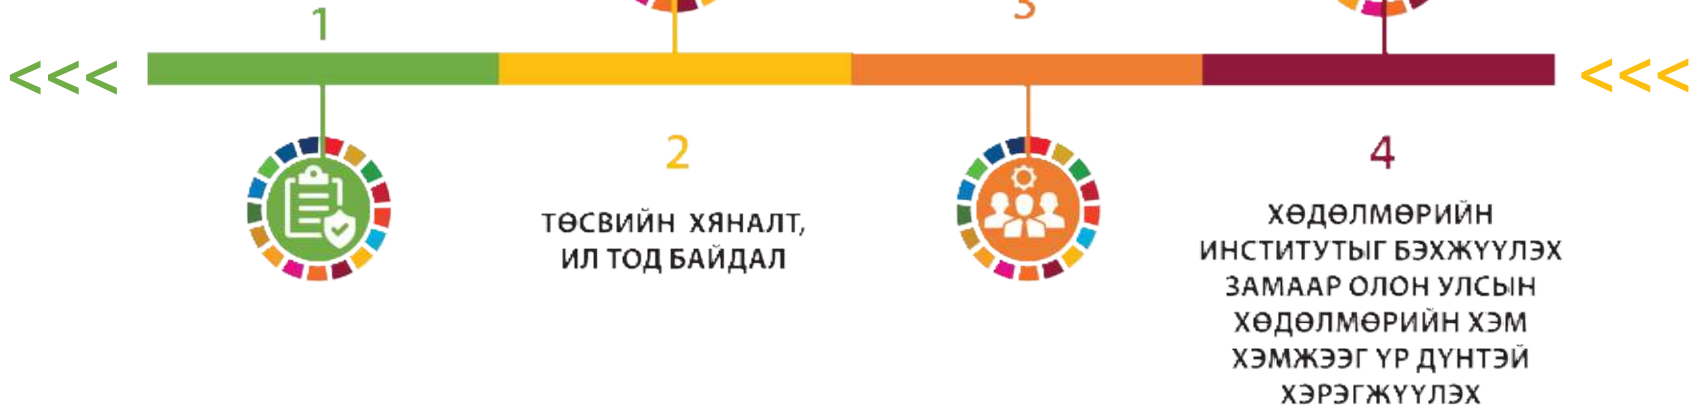 1
3
<<<
<<<
2
ТӨСВИЙН ХЯНАЛТ,
ИЛ ТОД БАЙДАЛ
4
ХӨДӨЛМӨРИЙН
ИНСТИТУТЫГ БЭХЖҮҮЛЭХ
ЗАМААР ОЛОН УЛСЫН
ХӨДӨЛМӨРИЙН ХЭМ
ХЭМЖЭЭГ ҮР ДҮНТЭЙ
ХЭРЭГЖҮҮЛЭХ